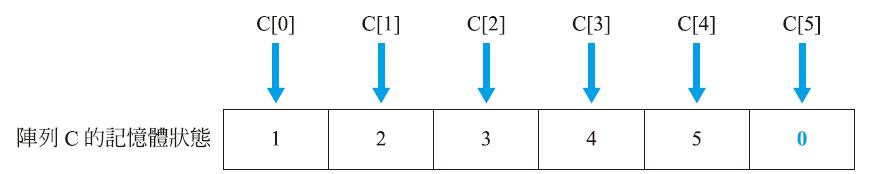 C[0] C[1] C[2] C[3] C[4] C[5]
陣列 C 的記憶體狀態 1 2 3 4 5 0